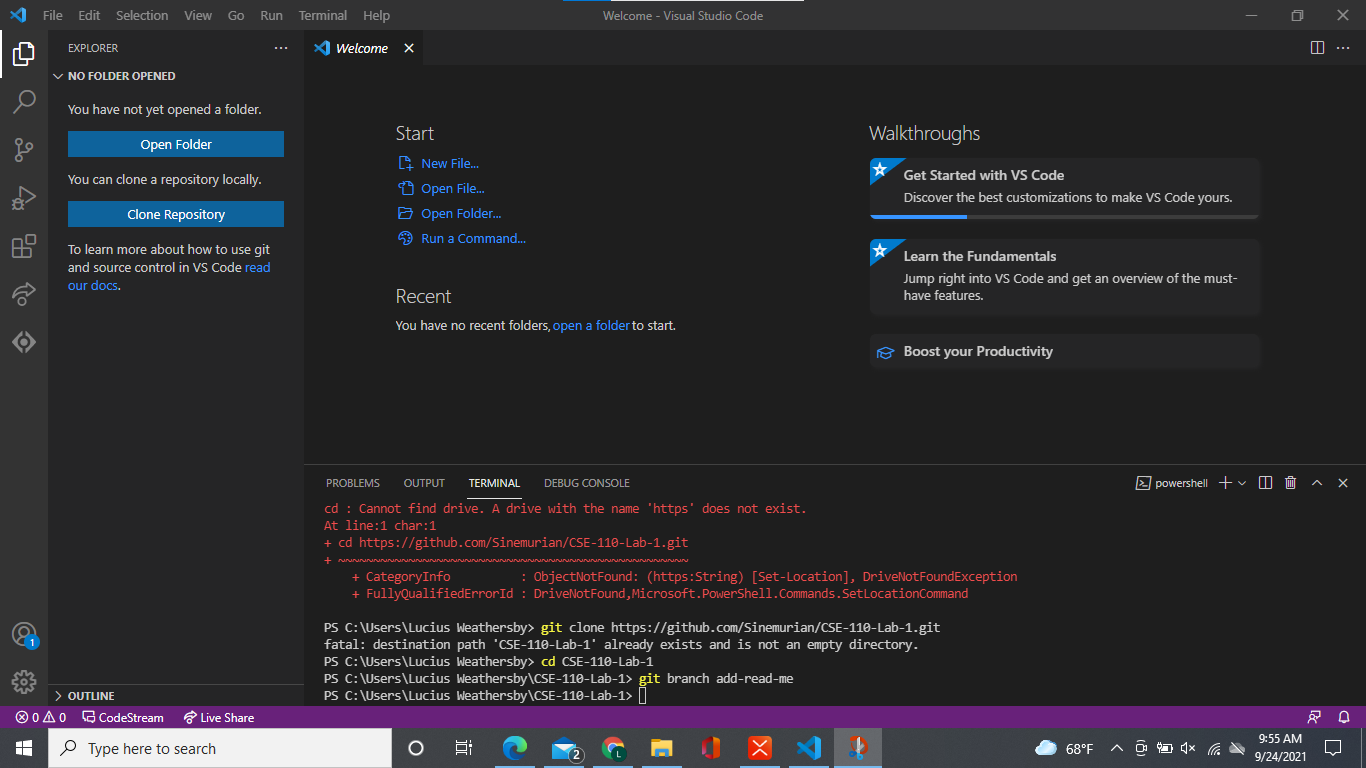 File Edit Selection View Go Run Terminal Help
Welcome - Visual Studio Code
EXPLORER
NO FOLDER OPENED
You have not yet opened a folder.
Open Folder
You can clone a repository locally.
Clone Repository
To learn more about how to use git
and source control in VS Code read
our docs.
OUTLINE
1
Welcome
Start
New File...
Open File...
Open Folder...
Run a Command...
Recent
You have no recent folders, open a folder to start.
Walkthroughs
Get Started with VS Code
Discover the best customizations to make VS Code yours.
Learn the Fundamentals
Jump right into VS Code and get an overview of the must-
have features.
Boost your Productivity
PROBLEMS OUTPUT TERMINAL DEBUG CONSOLE
powershell
cd : Cannot find drive. A drive with the name 'https' does not exist.
At line:1 char:1
+ cd https://github.com/Sinemurian/CSE-110-Lab-1.git
+ ~~~~~~~~~~~~~~~~~~~~~~~~~~~~~~~~~~~~~~~~~~~~~~~~~~
+ CategoryInfo : ObjectNotFound: (https:String) [Set-Location], DriveNotFoundException
+ FullyQualifiedErrorId : DriveNotFound,Microsoft.PowerShell.Commands.SetLocationCommand
PS C:\Users\Lucius Weathersby> git clone https://github.com/Sinemurian/CSE-110-Lab-1.git
fatal: destination path 'CSE-110-Lab-1' already exists and is not an empty directory.
PS C:\Users\Lucius Weathersby> cd CSE-110-Lab-1
PS C:\Users\Lucius Weathersby\CSE-110-Lab-1> git branch add-read-me
PS C:\Users\Lucius Weathersby\CSE-110-Lab-1>
0 0 CodeStream Live Share
Type here to search
2
L
68°F
9:55 AM
9/24/2021